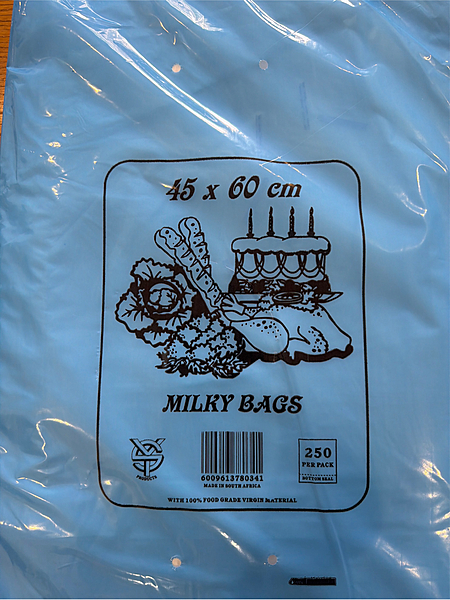 45 x 60 cm
MILKY BAGS
PRODUCTS
6009613780341
MADE IN SOUTH AFRICA
250
PER PACK
BOTTOM SEAL
WITH 100% FOOD GRADE VIRGIN MATERIAL